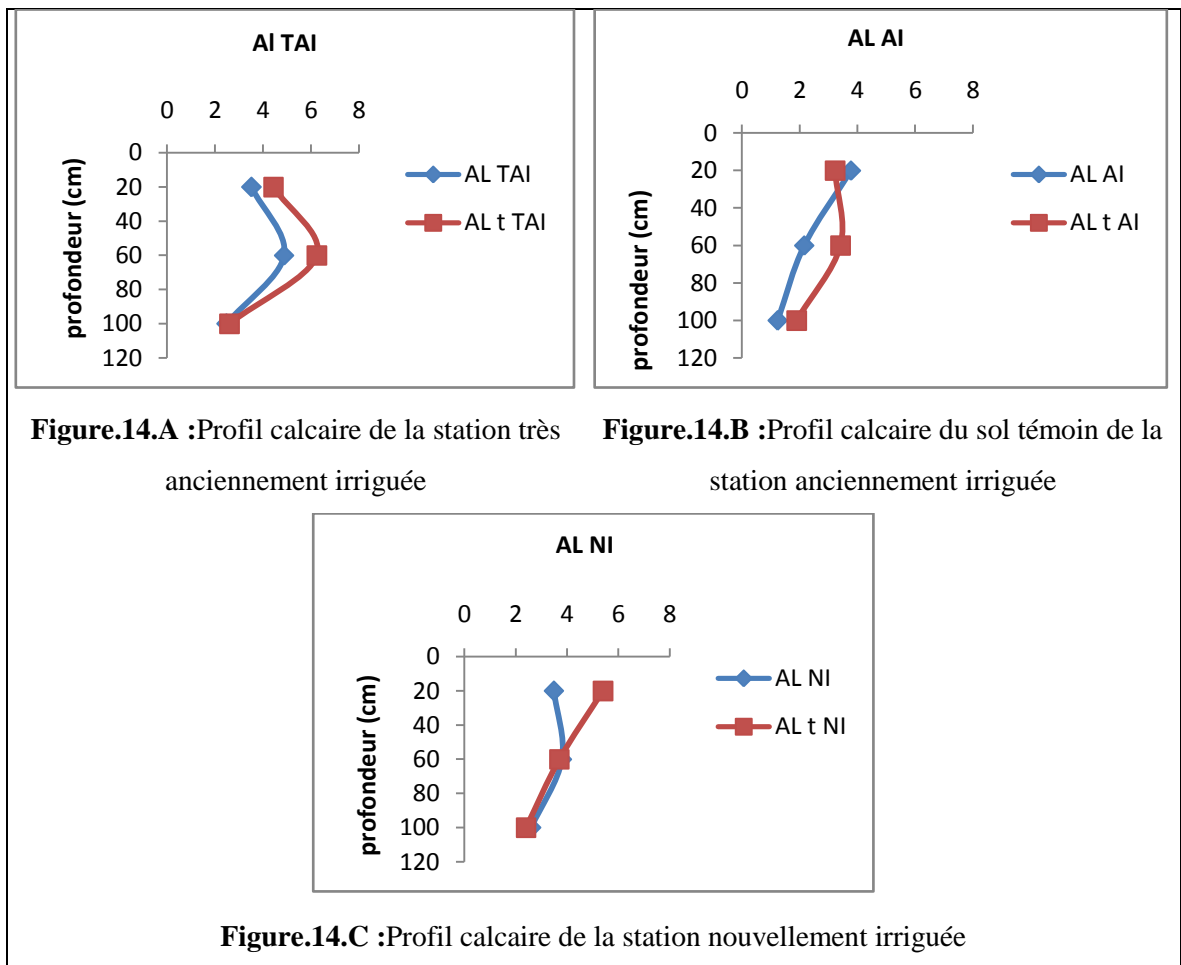 Al TAI
0 2 4 6 8
0
20
40
60
80
100
120
profondeur (cm)
AL TAI
AL t TAI
AL AI
0 2 4 6 8
0
20
40
60
80
100
120
profondeur (cm)
AL AI
AL t AI
Figure.14.A :Profil calcaire de la station très
anciennement irriguée
Figure.14.B :Profil calcaire du sol témoin de la
station anciennement irriguée
AL NI
0 2 4 6 8
0
20
40
60
80
100
120
profondeur (cm)
AL NI
AL t NI
Figure.14.C :Profil calcaire de la station nouvellement irriguée